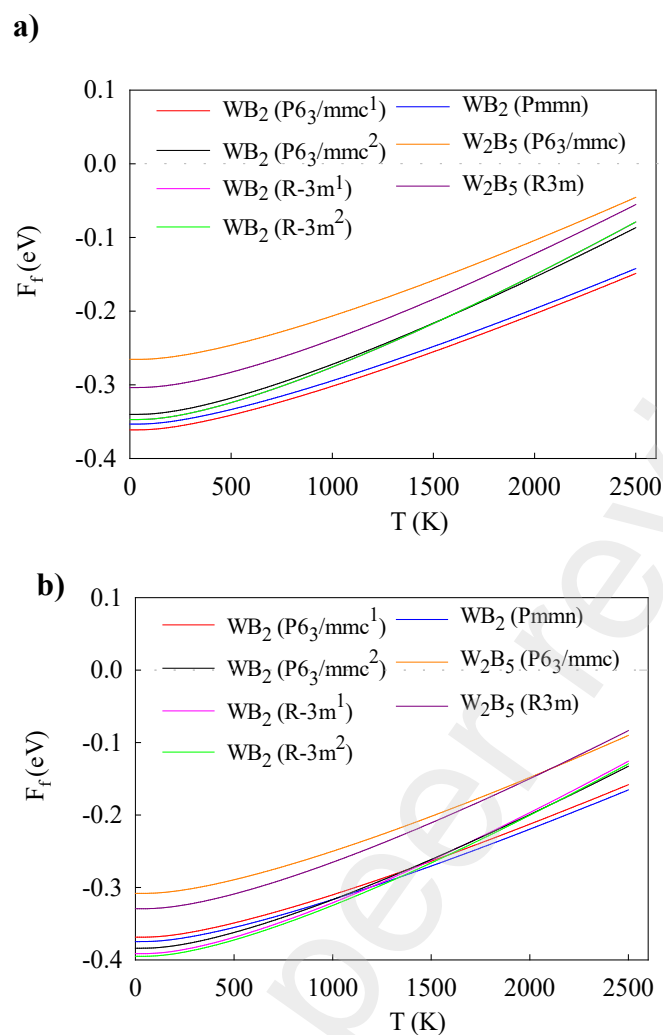 a)
0.1
WB2 (P63/mmc1) WB2 (Pmmn)
WB2 (P63/mmc2) W2B5 (P63/mmc)
0.0
WB2 (R-3m1) W2B5 (R3m)
WB2 (R-3m2)
-0.1
Ff (eV)
-0.2
-0.3
-0.4
0 500 1000 1500 2000 2500
T (K)
b)
0.1
WB2 (P63/mmc1) WB2 (Pmmn)
WB2 (P63/mmc2) W2B5 (P63/mmc)
0.0
WB2 (R-3m1) W2B5 (R3m)
WB2 (R-3m2)
-0.1
Ff (eV)
-0.2
-0.3
-0.4
0 500 1000 1500 2000 2500
T (K)
peer revi